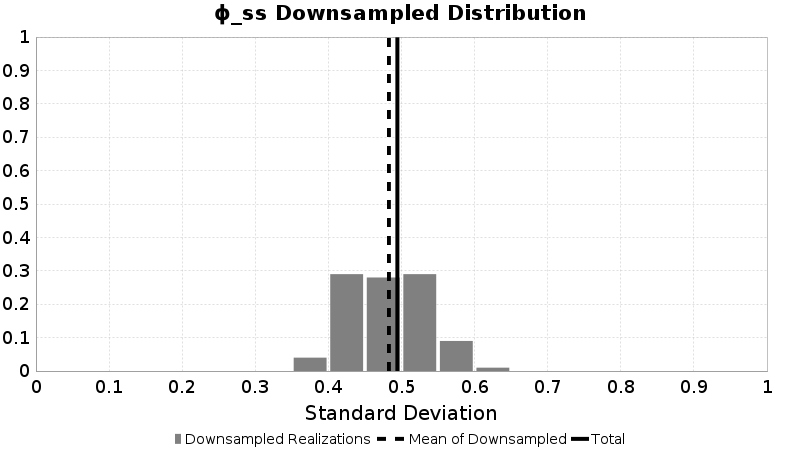 ϕ_ss Downsampled Distribution
1
0.9
0.8
0.7
0.6
0.5
0.4
0.3
0.2
0.1
0
0 0.1 0.2 0.3 0.4 0.5 0.6 0.7 0.8 0.9 1
Standard Deviation
Downsampled Realizations Mean of Downsampled Total